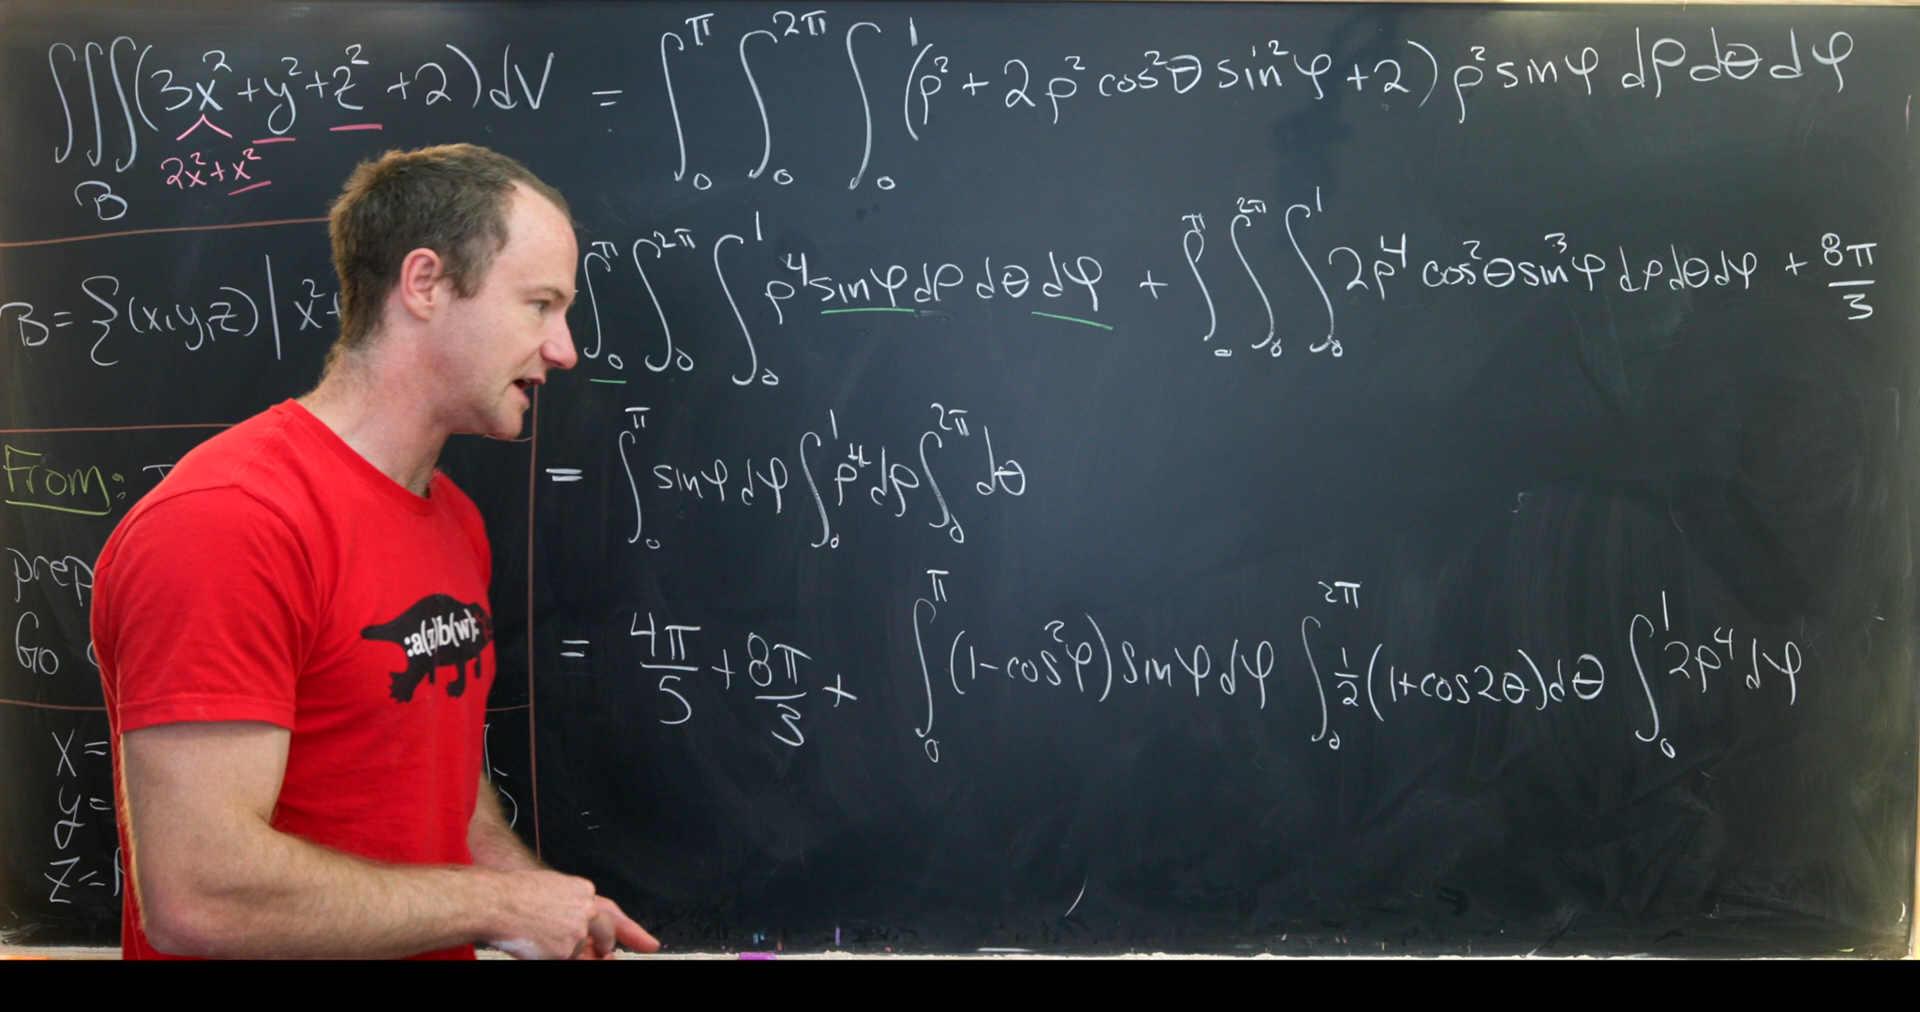 ∭_B (3x² + y² + z² + 2) dV = ∫₀^π ∫₀^{2π} ∫₀^1 (ρ² + 2ρ² cos²θ sin²φ + 2) ρ² sinφ dρ dθ dφ
2x² + x²
∫₀^π ∫₀^{2π} ∫₀^1 ρ⁴ sinφ dρ dθ dφ + ∫₀^π ∫₀^{2π} ∫₀^1 2ρ⁴ cos²θ sin³φ dρ dθ dφ + 8π/3
B = {(x,y,z) | x² +
= ∫₀^π sinφ dφ ∫₀^1 ρ⁴ dρ ∫₀^{2π} dθ
From:
prep
Go
= 4π/5 + 8π/3 + ∫₀^π (1-cos²φ) sinφ dφ ∫₀^{2π} 1/2 (1+cos2θ) dθ ∫₀^1 2ρ⁴ dφ
:a(z)b(w):
x =
y =
z =
=